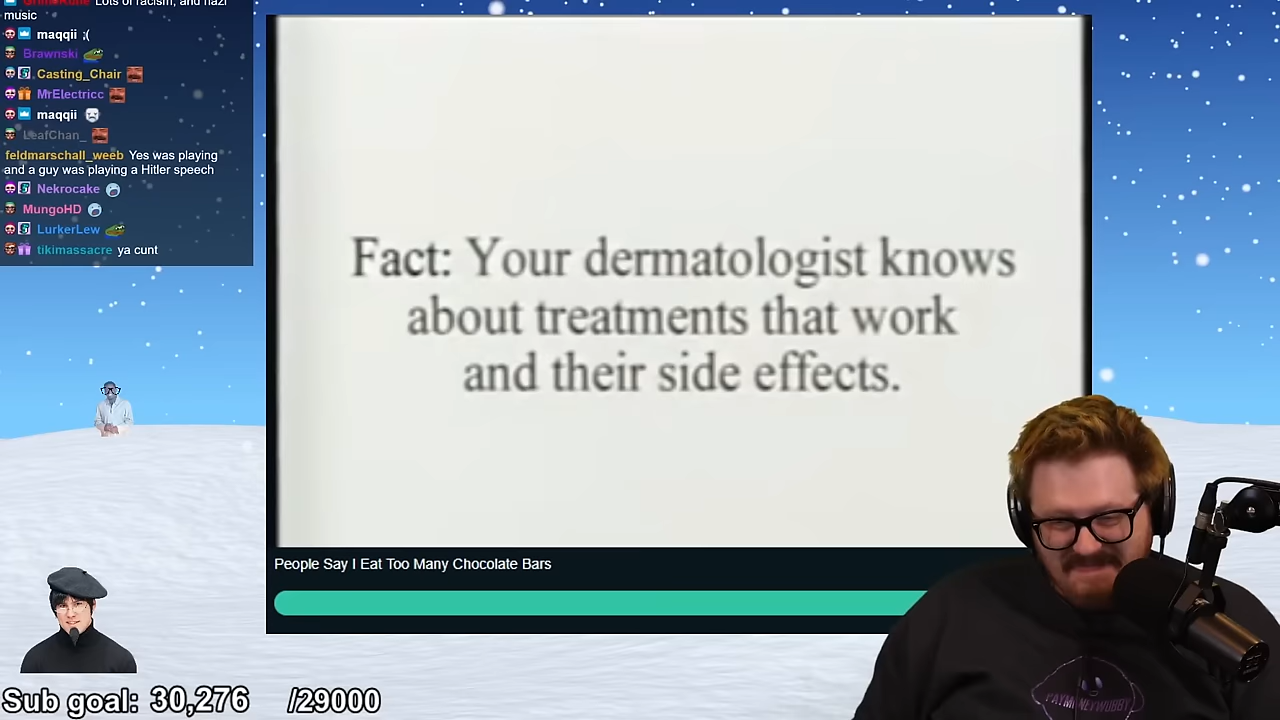 Lots of racism, and nazi
music
maqqii ;(
Brawnski
Casting_Chair
MrElectricc
maqqii
LeafChan_
feldmarschall_weeb Yes was playing
and a guy was playing a Hitler speech
Nekrocake
MungoHD
LurkerLew
tikimassacre ya cunt
Fact: Your dermatologist knows
about treatments that work
and their side effects.
People Say I Eat Too Many Chocolate Bars
PAYMONEYWUBBY
Sub goal: 30,276 /29000